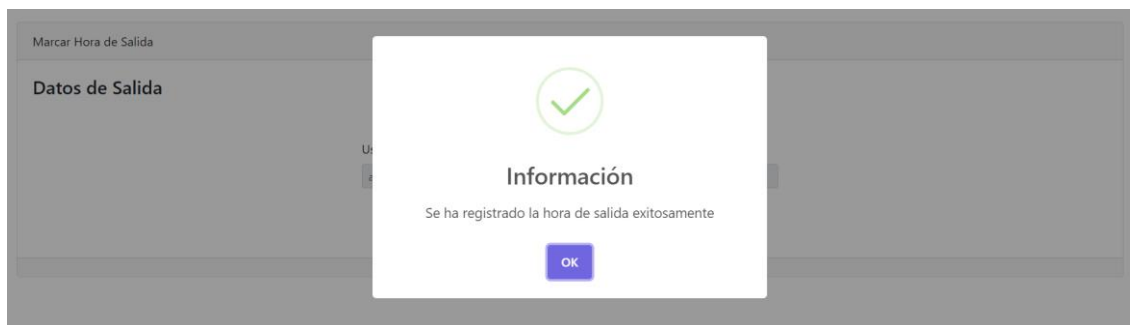 Marcar Hora de Salida
Datos de Salida
Información
Se ha registrado la hora de salida exitosamente
OK